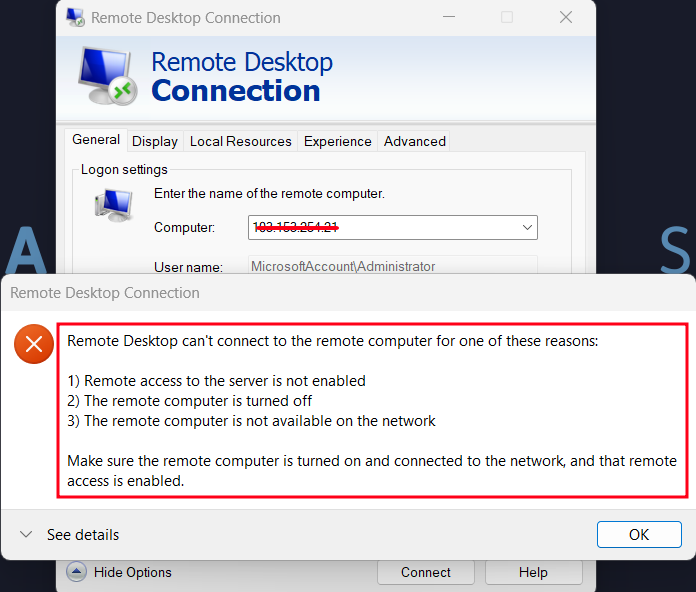 Remote Desktop Connection
Remote Desktop
Connection
General Display Local Resources Experience Advanced
Logon settings
Enter the name of the remote computer.
Computer:
User name: MicrosoftAccount\Administrator
A S
Remote Desktop Connection
Remote Desktop can't connect to the remote computer for one of these reasons:
1) Remote access to the server is not enabled
2) The remote computer is turned off
3) The remote computer is not available on the network
Make sure the remote computer is turned on and connected to the network, and that remote
access is enabled.
See details OK
Hide Options Connect Help